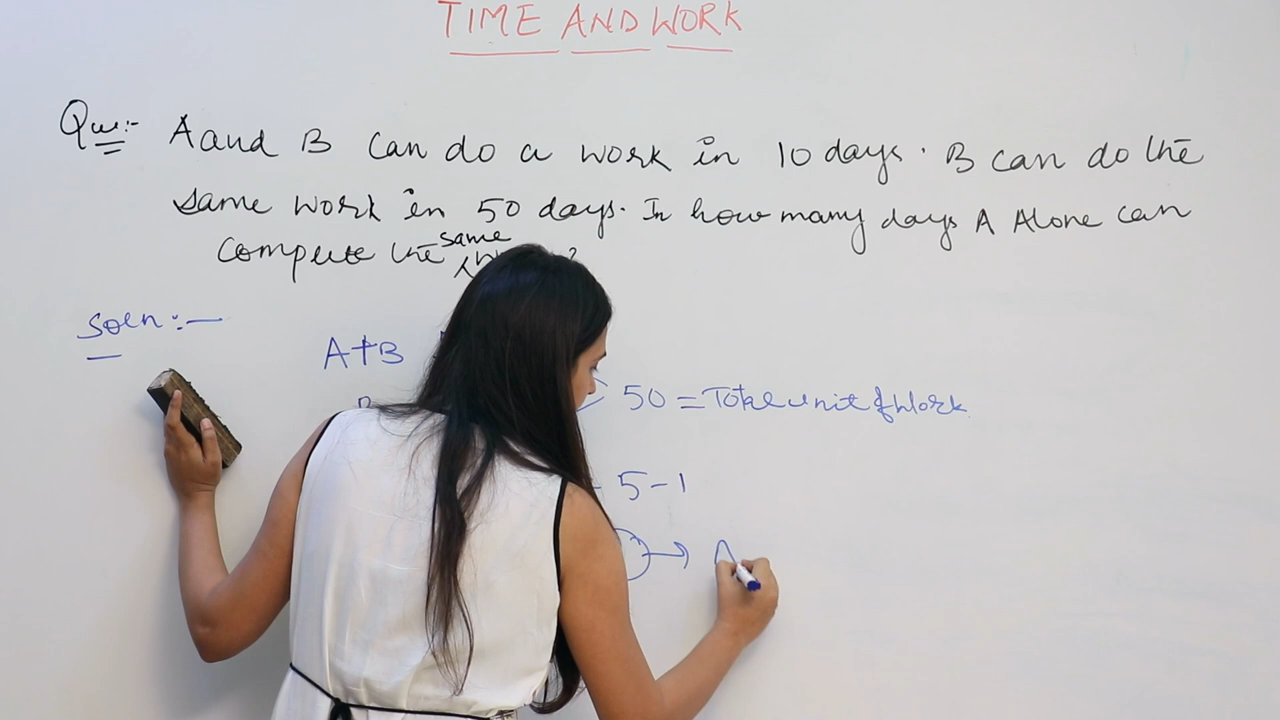 TIME AND WORK
Que:- A and B can do a work in 10 days. B can do the
same work in 50 days. In how many days A Alone can
complete the same
Soln:-
A+B
B
50 = Total unit of Work
5-1
A